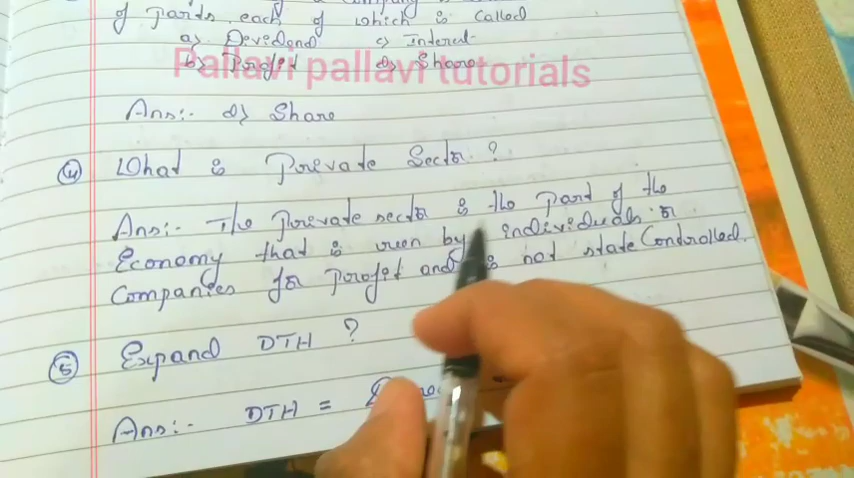 of Parts each of which is called
a) Devidend c) Interest
b) Profit d) Share
Pallavi pallavi tutorials
Ans:- d) Share
④ What is Private Sector ?
Ans:- The Private sector is the part of the
Economy that is by individuals or
Companies for Profit and is not state Controlled.
⑤ Expand DTH ?
Ans:- DTH =